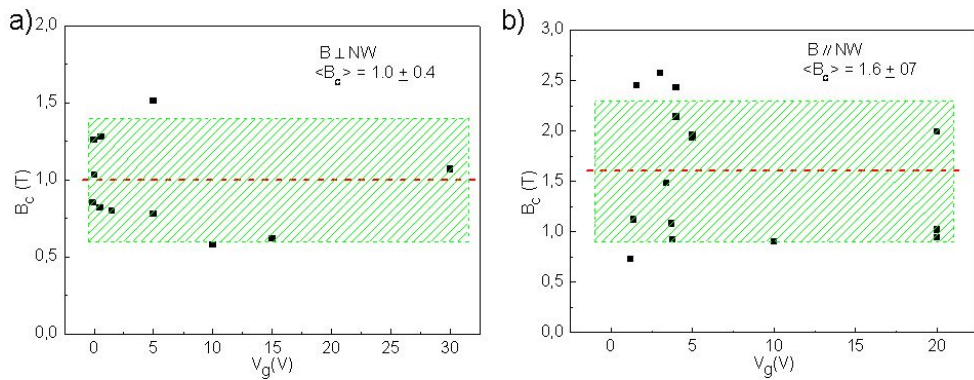 a)
B ⊥ NW
<B_c> = 1.0 ± 0.4
2,0
1,5
1,0
0,5
0,0
B_c (T)
0 5 10 15 20 25 30
V_g(V)
b)
B // NW
<B_c> = 1.6 ± 07
3,0
2,5
2,0
1,5
1,0
0,5
0,0
B_c (T)
0 5 10 15 20
V_g(V)